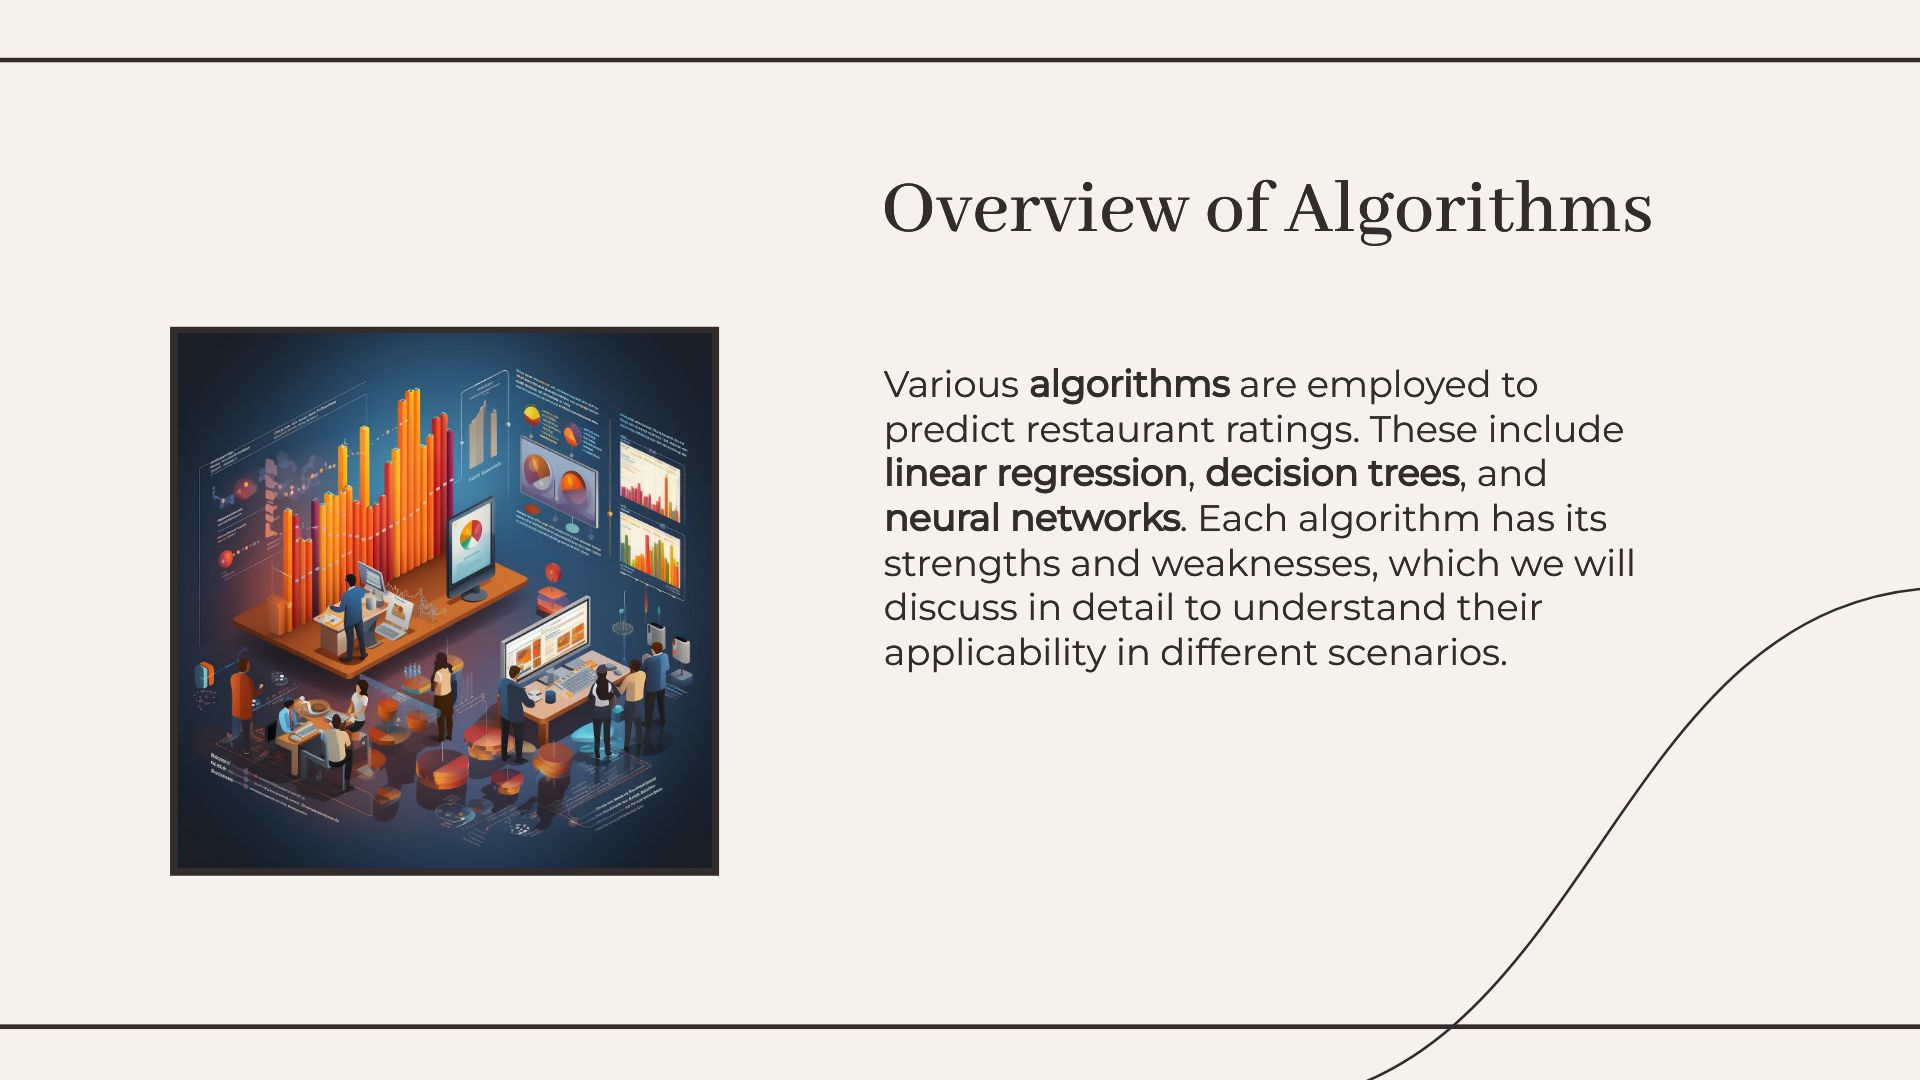 Overview of Algorithms
Various algorithms are employed to
predict restaurant ratings. These include
linear regression, decision trees, and
neural networks. Each algorithm has its
strengths and weaknesses, which we will
discuss in detail to understand their
applicability in different scenarios.